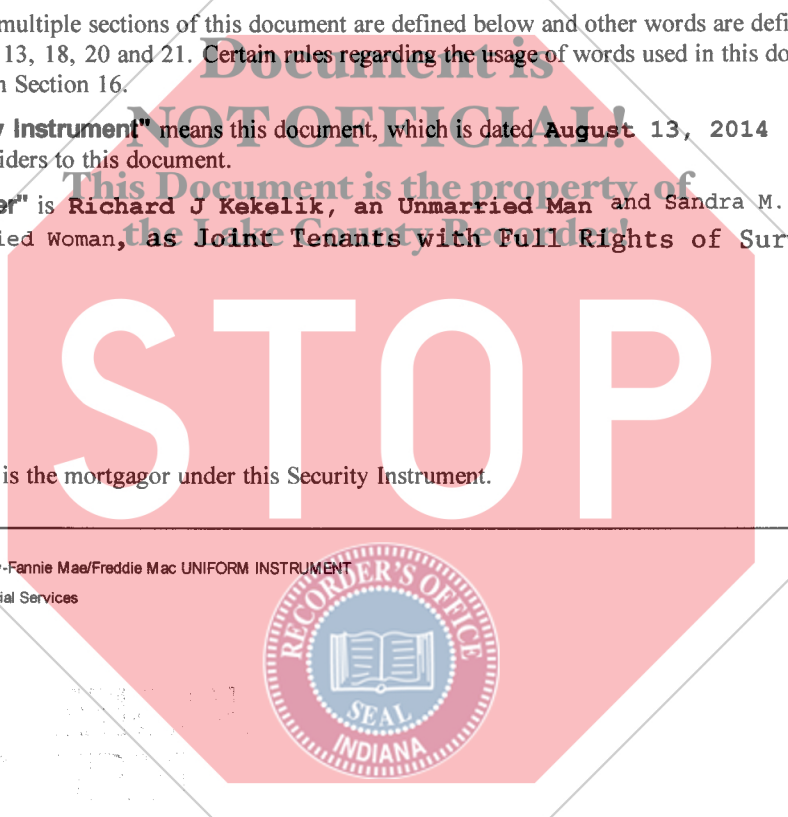 multiple sections of this document are defined below and other words are defi
13, 18, 20 and 21. Certain rules regarding the usage of words used in this do
Section 16.
Document is
NOT OFFICIAL!
This Document is the property of
the Lake County Recorder!
Instrument" means this document, which is dated August 13, 2014
iders to this document.
er" is Richard J Kekelik, an Unmarried Man and Sandra M.
ied Woman, as Joint Tenants with Full Rights of Sur
STOP
is the mortgagor under this Security Instrument.
-Fannie Mae/Freddie Mac UNIFORM INSTRUMENT
ial Services
RECORDER'S OFFICE
SEAL
INDIANA